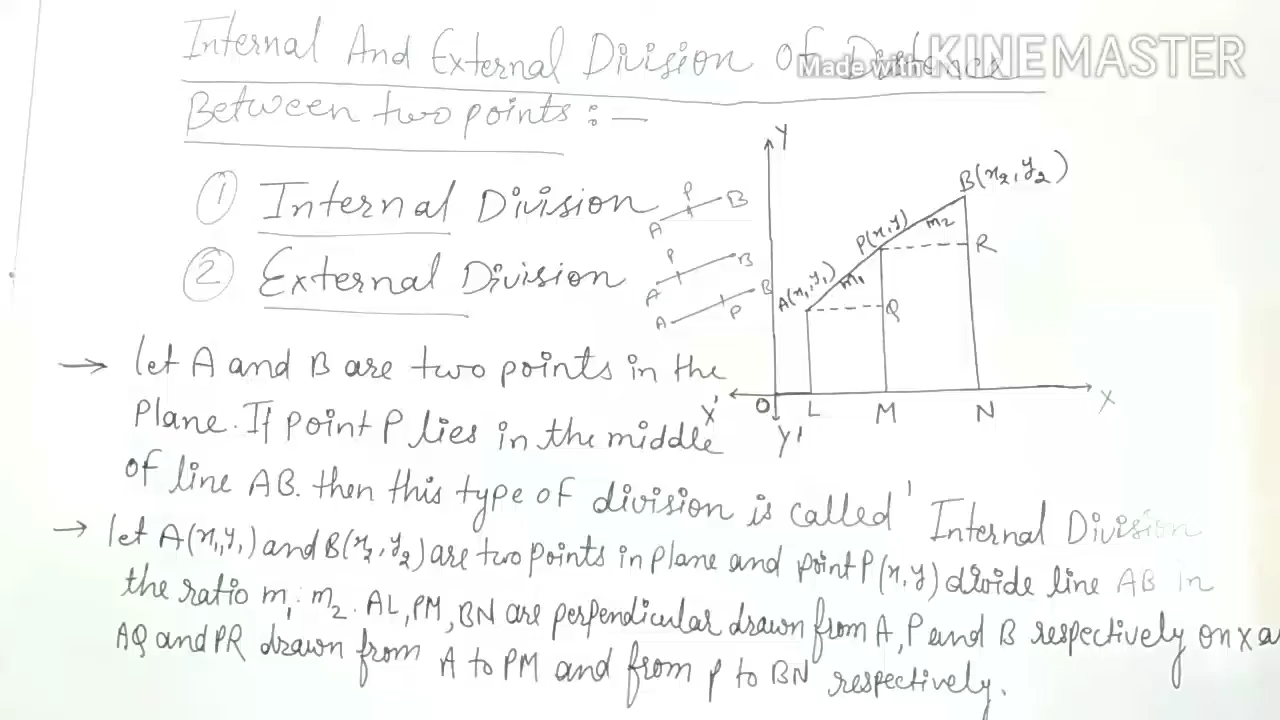 Internal And External Division Of Distance
Made with KINEMASTER
Between two points :-
① Internal Division
A P B
② External Division
A P B
A P B
Y
B(x2, y2)
P(x,y)
m2
R
A(x1, y1)
m1
Q
X' O L M N X
Y'
→ let A and B are two points in the
Plane. If point P lies in the middle
of line AB. then this type of division is called 'Internal Division
→ let A(x1,y1) and B(x2, y2) are two points in plane and point P(x,y) divide line AB in
the ratio m1:m2. AL, PM, BN are perpendicular drawn from A, P and B respectively on x a
AQ and PR drawn from A to PM and from P to BN respectively.